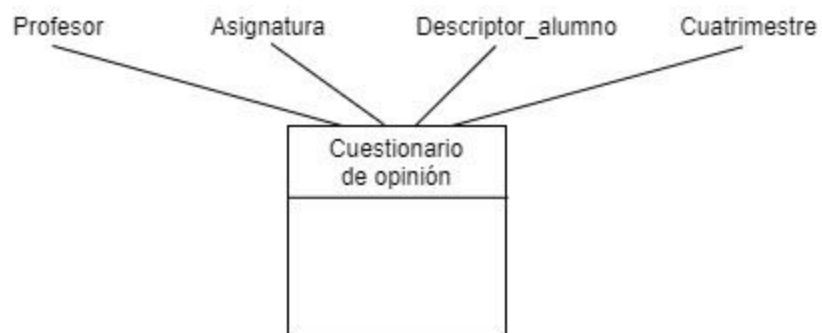 Profesor Asignatura Descriptor_alumno Cuatrimestre
Cuestionario
de opinión